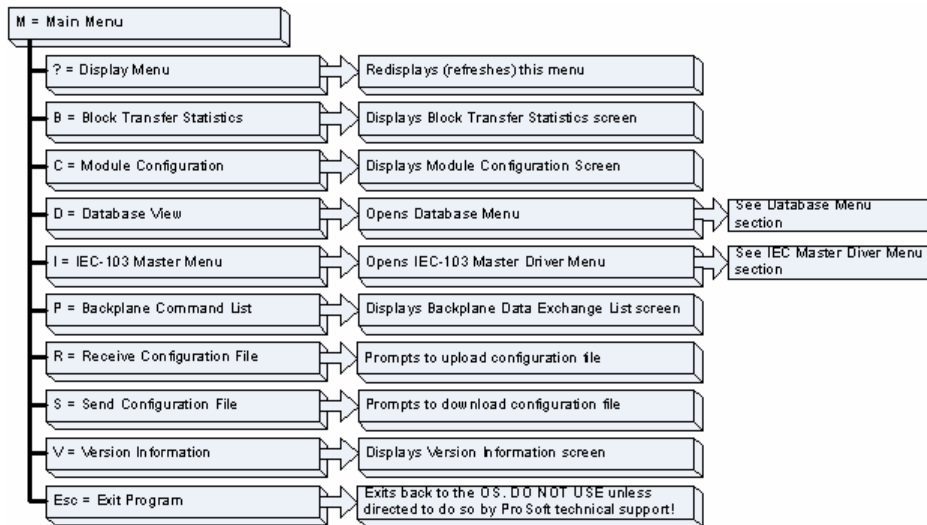 M = Main Menu
? = Display Menu
Redisplays (refreshes) this menu
B = Block Transfer Statistics
Displays Block Transfer Statistics screen
C = Module Configuration
Displays Module Configuration Screen
D = Database View
Opens Database Menu
See Database Menu
section
I = IEC-103 Master Menu
Opens IEC-103 Master Driver Menu
See IEC Master Diver Menu
section
P = Backplane Command List
Displays Backplane Data Exchange List screen
R = Receive Configuration File
Prompts to upload configuration file
S = Send Configuration File
Prompts to download configuration file
V = Version Information
Displays Version Information screen
Esc = Exit Program
Exits back to the OS. DO NOT USE unless
directed to do so by ProSoft technical support!